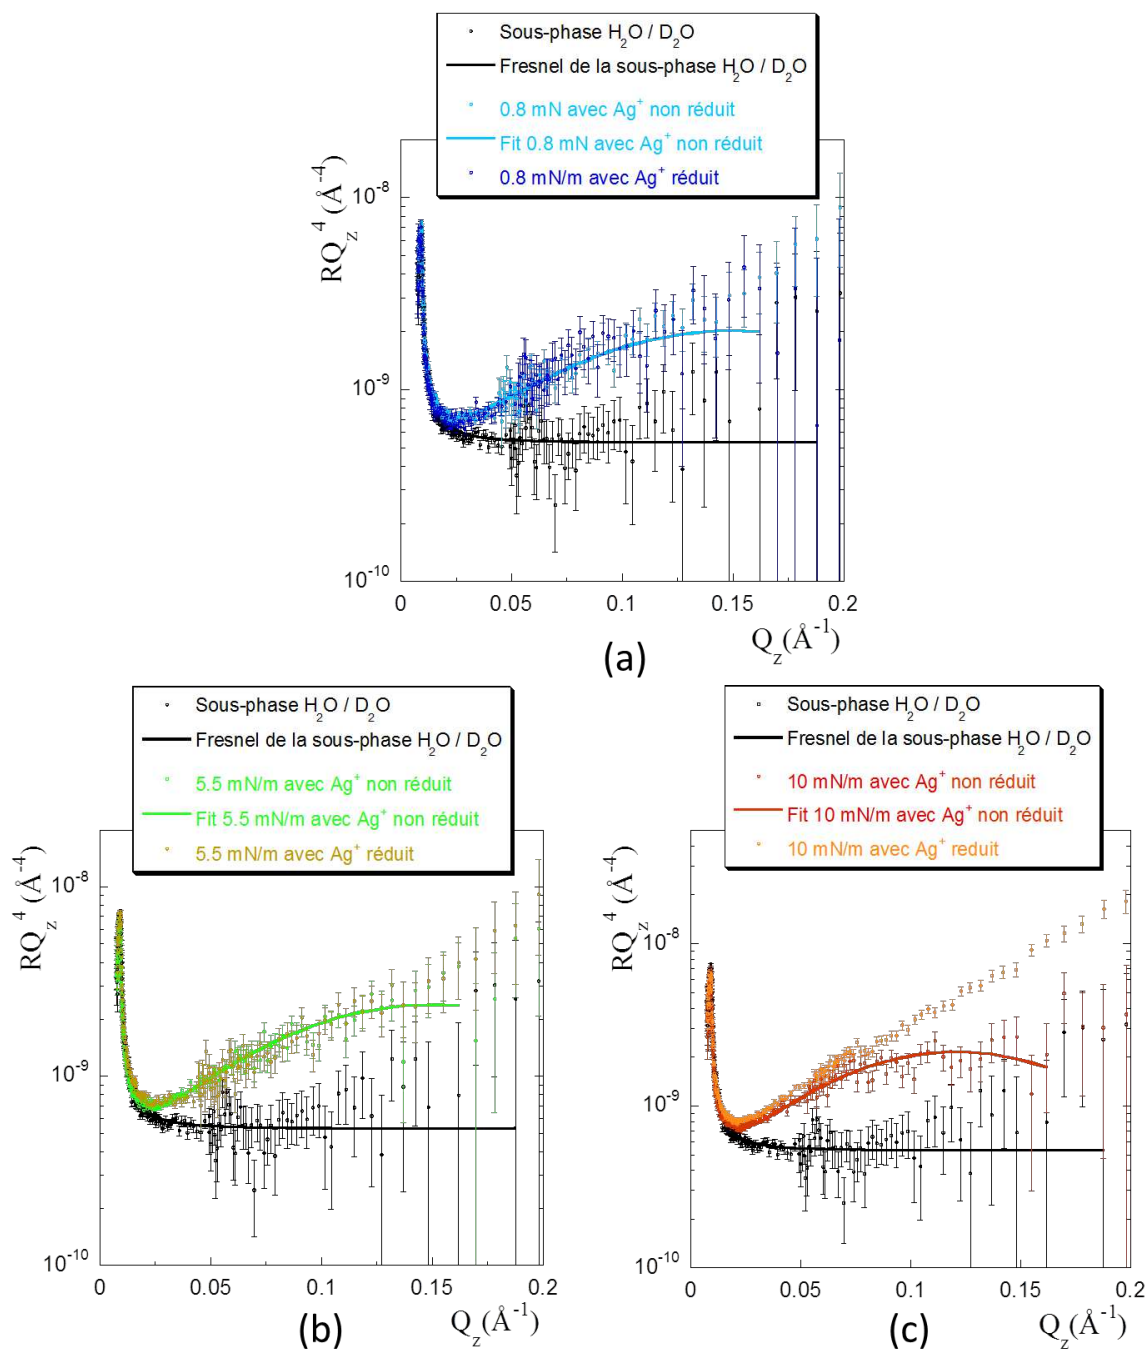 Sous-phase H2O / D2O
Fresnel de la sous-phase H2O / D2O
0.8 mN avec Ag+ non réduit
Fit 0.8 mN avec Ag+ non réduit
0.8 mN/m avec Ag+ réduit
RQz^4 (Å^-4)
10^-8
10^-9
10^-10
0 0.05 0.1 0.15 0.2
Qz(Å^-1)
(a)
Sous-phase H2O / D2O
Fresnel de la sous-phase H2O / D2O
5.5 mN/m avec Ag+ non réduit
Fit 5.5 mN/m avec Ag+ non réduit
5.5 mN/m avec Ag+ réduit
RQz^4 (Å^-4)
10^-8
10^-9
10^-10
0 0.05 0.1 0.15 0.2
Qz(Å^-1)
(b)
Sous-phase H2O / D2O
Fresnel de la sous-phase H2O / D2O
10 mN/m avec Ag+ non réduit
Fit 10 mN/m avec Ag+ non réduit
10 mN/m avec Ag+ reduit
RQz^4 (Å^-4)
10^-8
10^-9
10^-10
0 0.05 0.1 0.15 0.2
Qz(Å^-1)
(c)